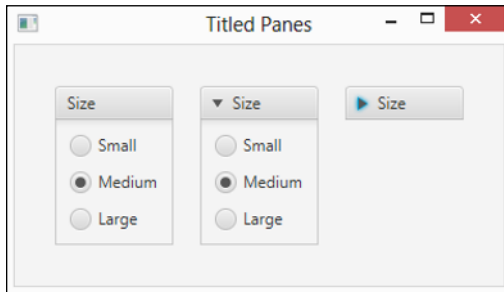 Titled Panes
Size
Small
Medium
Large
Size
Small
Medium
Large
Size